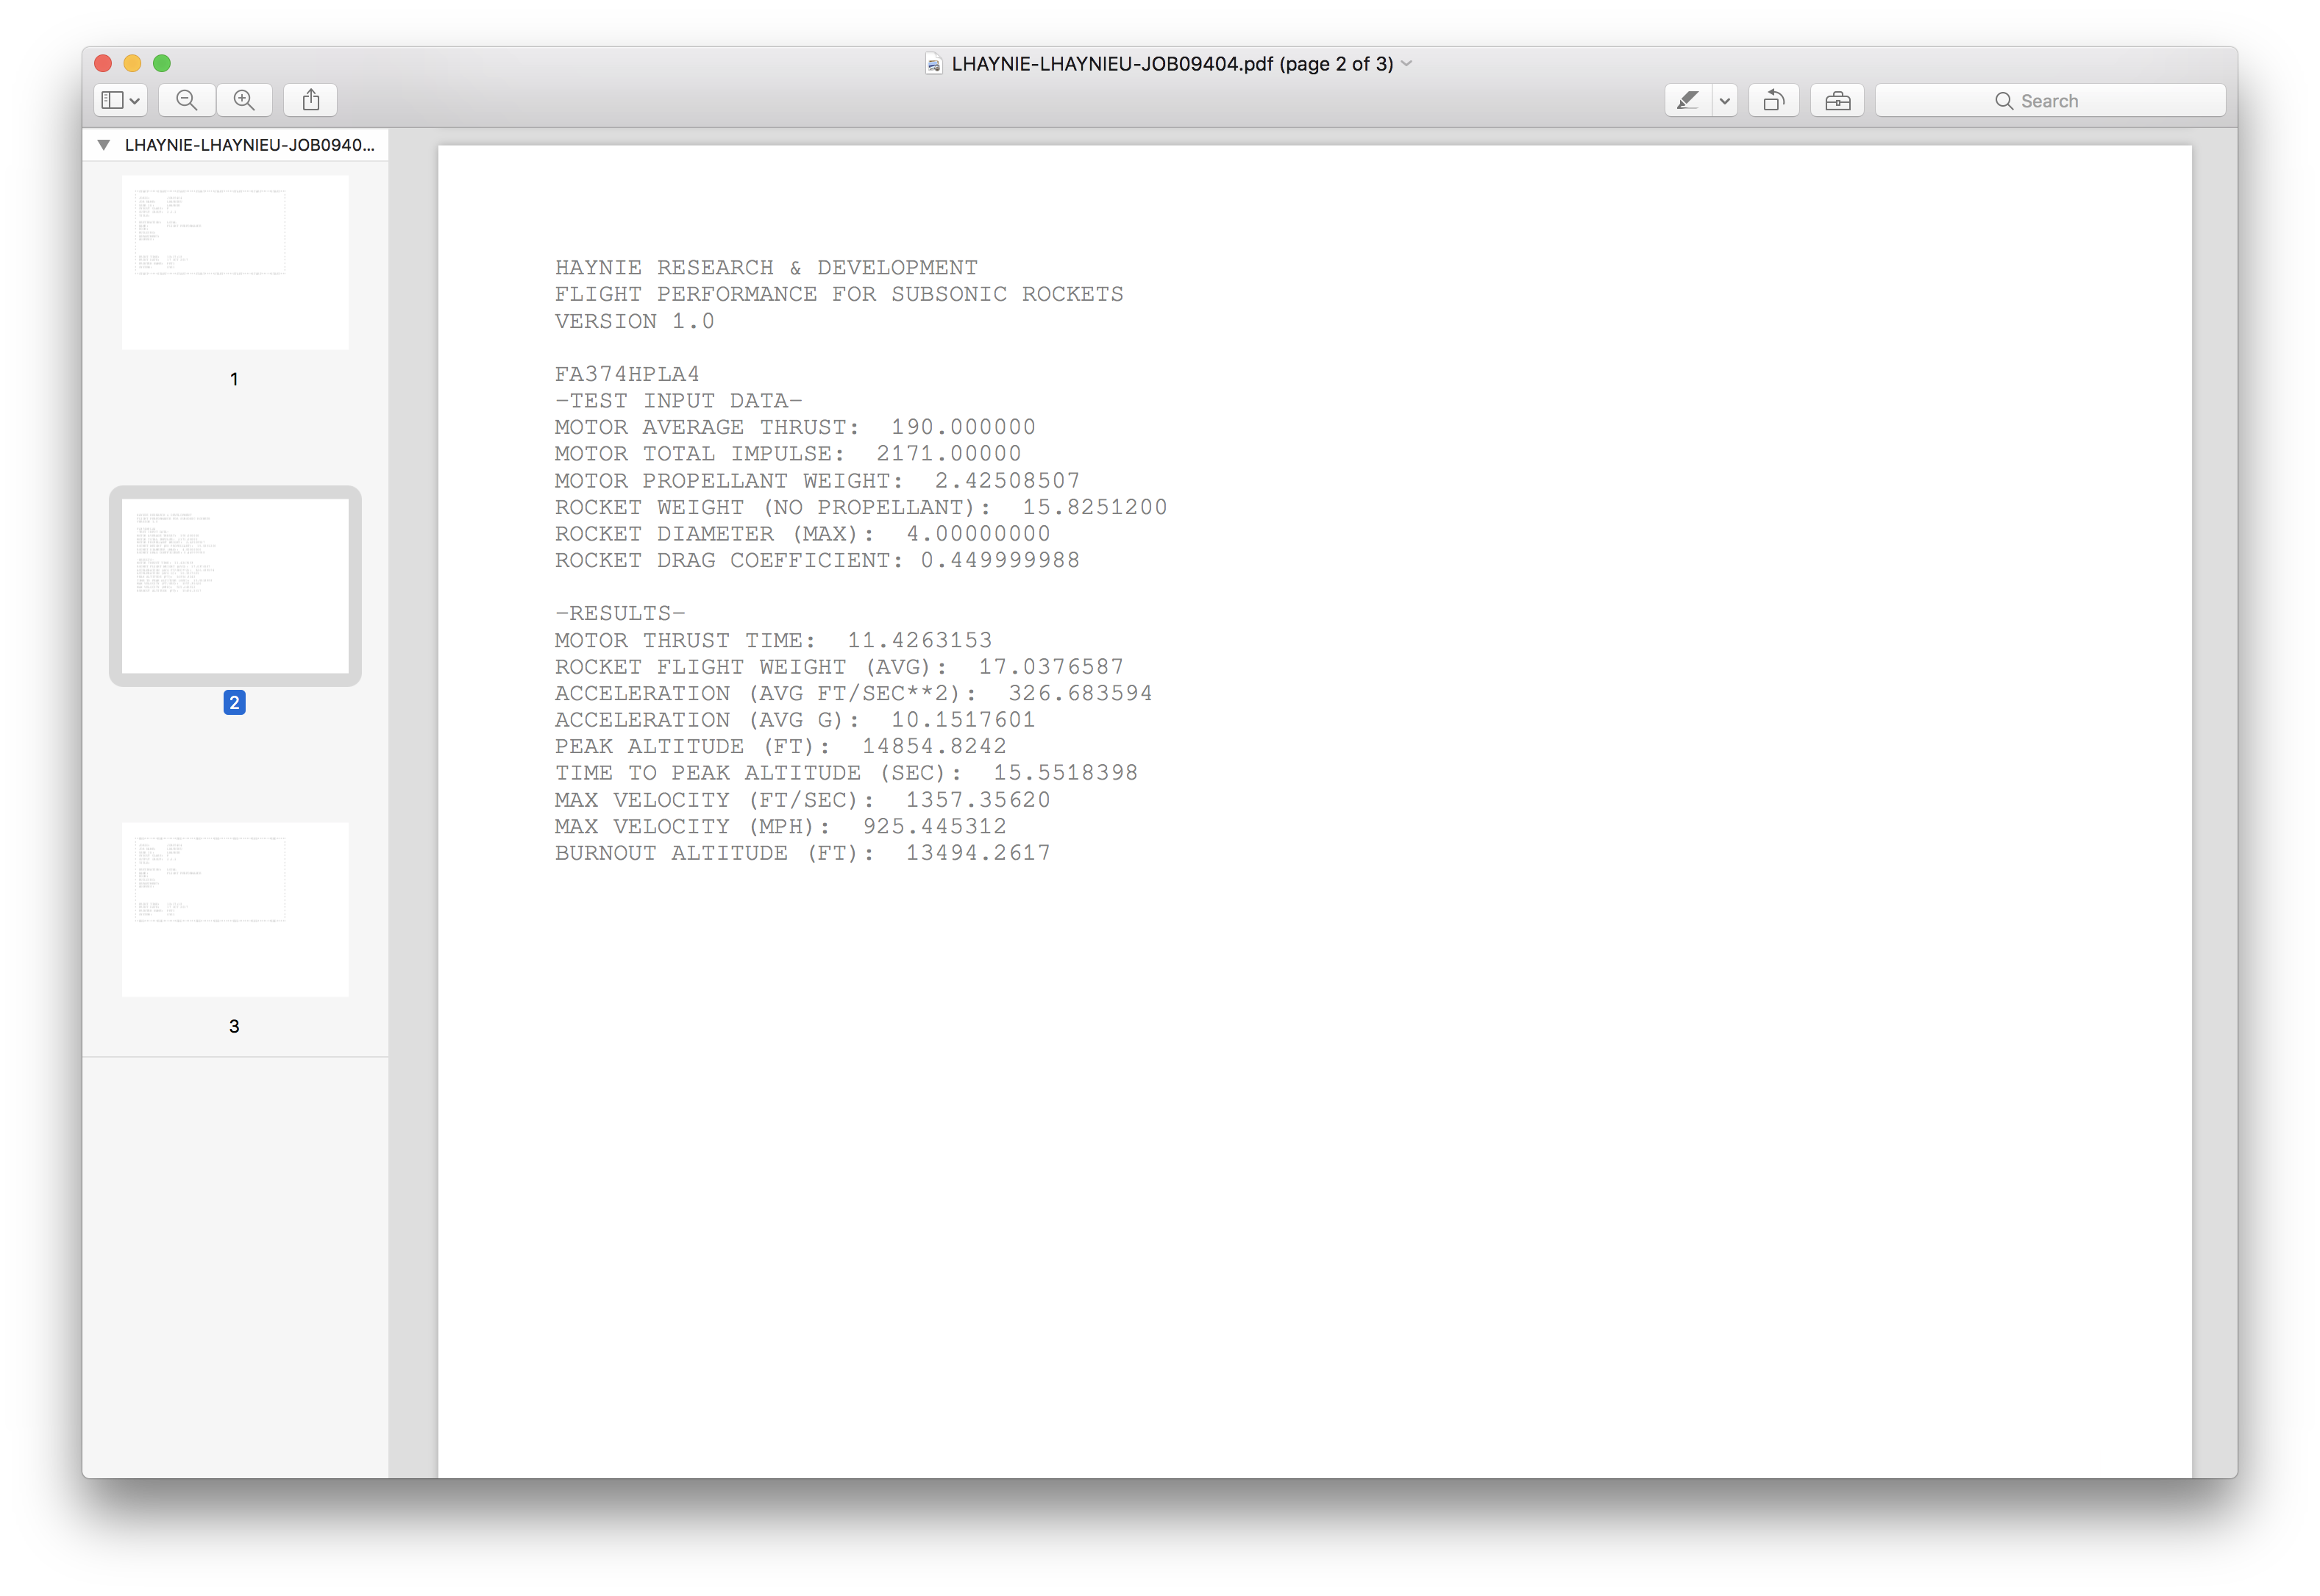 LHAYNIE-LHAYNIEU-JOB09404.pdf (page 2 of 3)
Search
LHAYNIE-LHAYNIEU-JOB0940...
1
2
3
HAYNIE RESEARCH & DEVELOPMENT
FLIGHT PERFORMANCE FOR SUBSONIC ROCKETS
VERSION 1.0
FA374HPLA4
-TEST INPUT DATA-
MOTOR AVERAGE THRUST:  190.000000
MOTOR TOTAL IMPULSE:  2171.00000
MOTOR PROPELLANT WEIGHT:  2.42508507
ROCKET WEIGHT (NO PROPELLANT):  15.8251200
ROCKET DIAMETER (MAX):  4.00000000
ROCKET DRAG COEFFICIENT: 0.449999988
-RESULTS-
MOTOR THRUST TIME:  11.4263153
ROCKET FLIGHT WEIGHT (AVG):  17.0376587
ACCELERATION (AVG FT/SEC**2):  326.683594
ACCELERATION (AVG G):  10.1517601
PEAK ALTITUDE (FT):  14854.8242
TIME TO PEAK ALTITUDE (SEC):  15.5518398
MAX VELOCITY (FT/SEC):  1357.35620
MAX VELOCITY (MPH):  925.445312
BURNOUT ALTITUDE (FT):  13494.2617